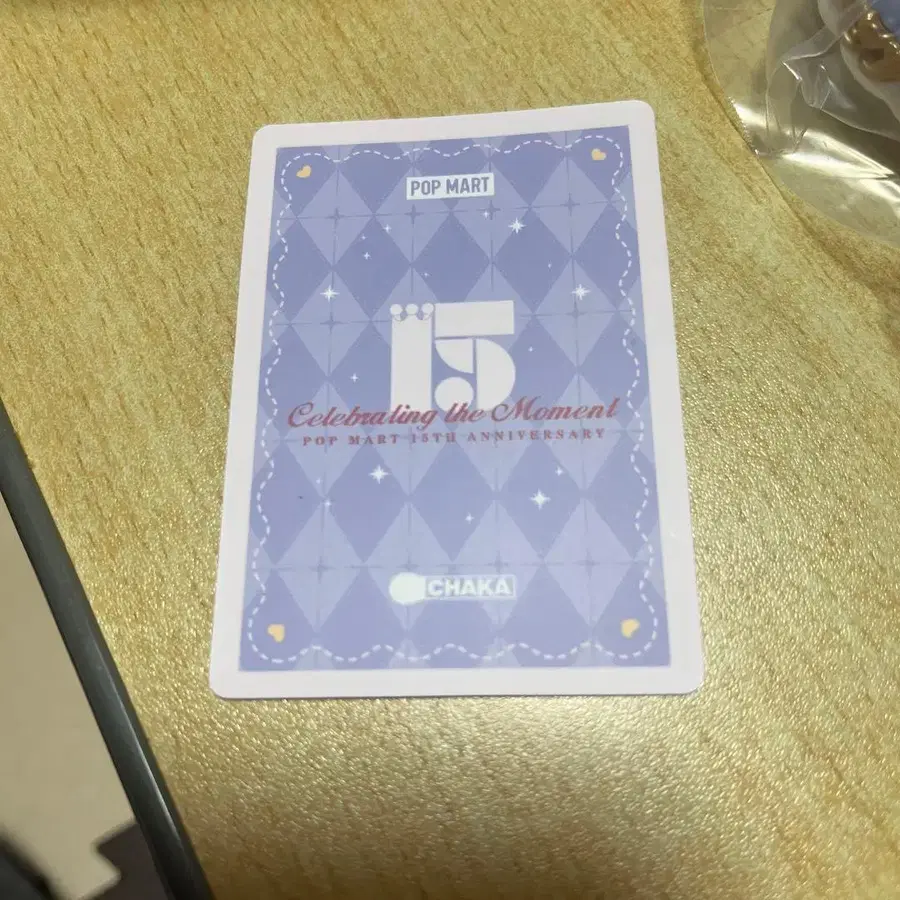 POP MART
15
Celebrating the Moment
POP MART 15TH ANNIVERSARY
CHAKA